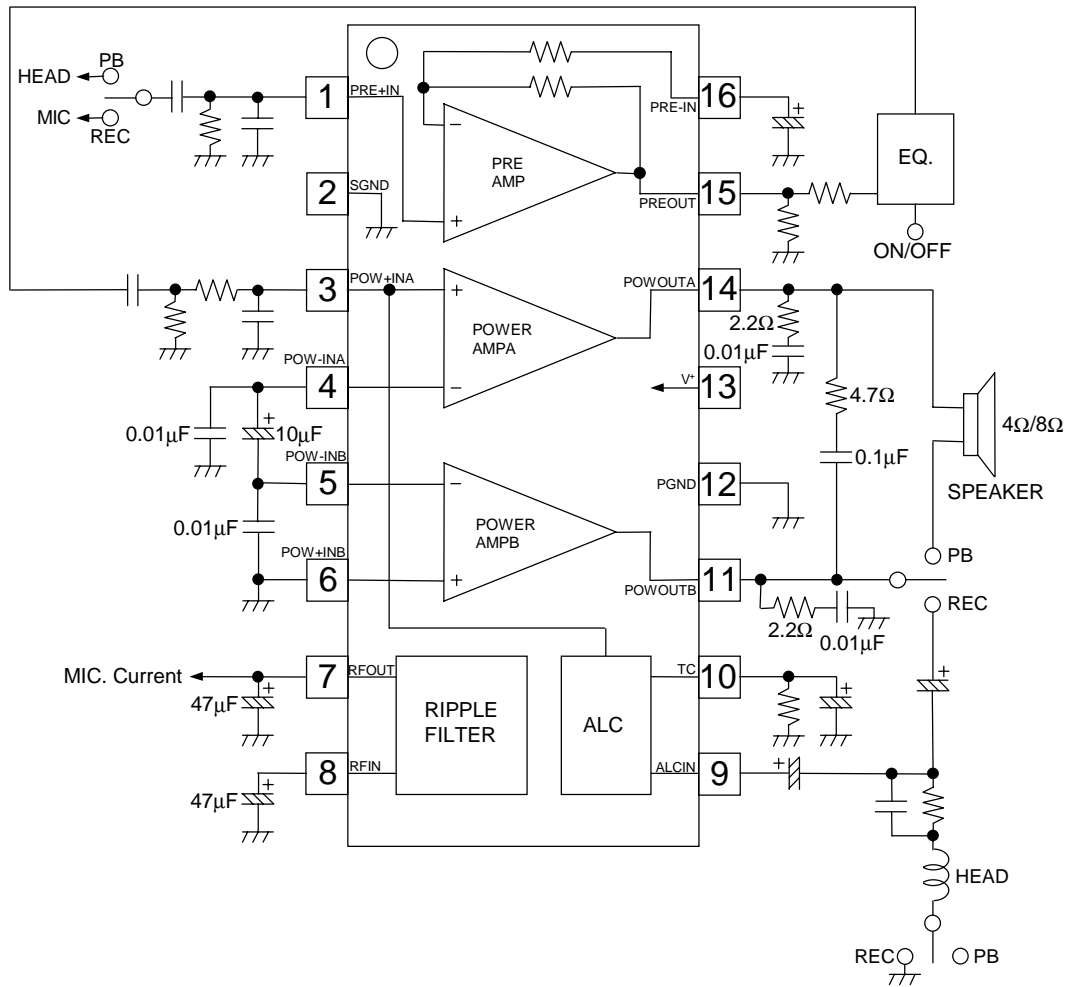 PB
HEAD
MIC
REC
1
PRE+IN
2
SGND
3
POW+INA
POW-INA
4
0.01μF
10μF
POW-INB
5
0.01μF
POW+INB
6
MIC. Current
7
RFOUT
47μF
8
RFIN
47μF
PRE
AMP
POWER
AMPA
POWER
AMPB
RIPPLE
FILTER
ALC
16
PRE-IN
15
PREOUT
EQ.
ON/OFF
14
POWOUTA
2.2Ω
0.01μF
13
V+
4.7Ω
0.1μF
4Ω/8Ω
SPEAKER
12
PGND
PB
11
POWOUTB
REC
2.2Ω
0.01μF
10
TC
9
ALCIN
HEAD
REC
PB
+
+
+
+
+
+
+
+
+
-
+
-
-
+